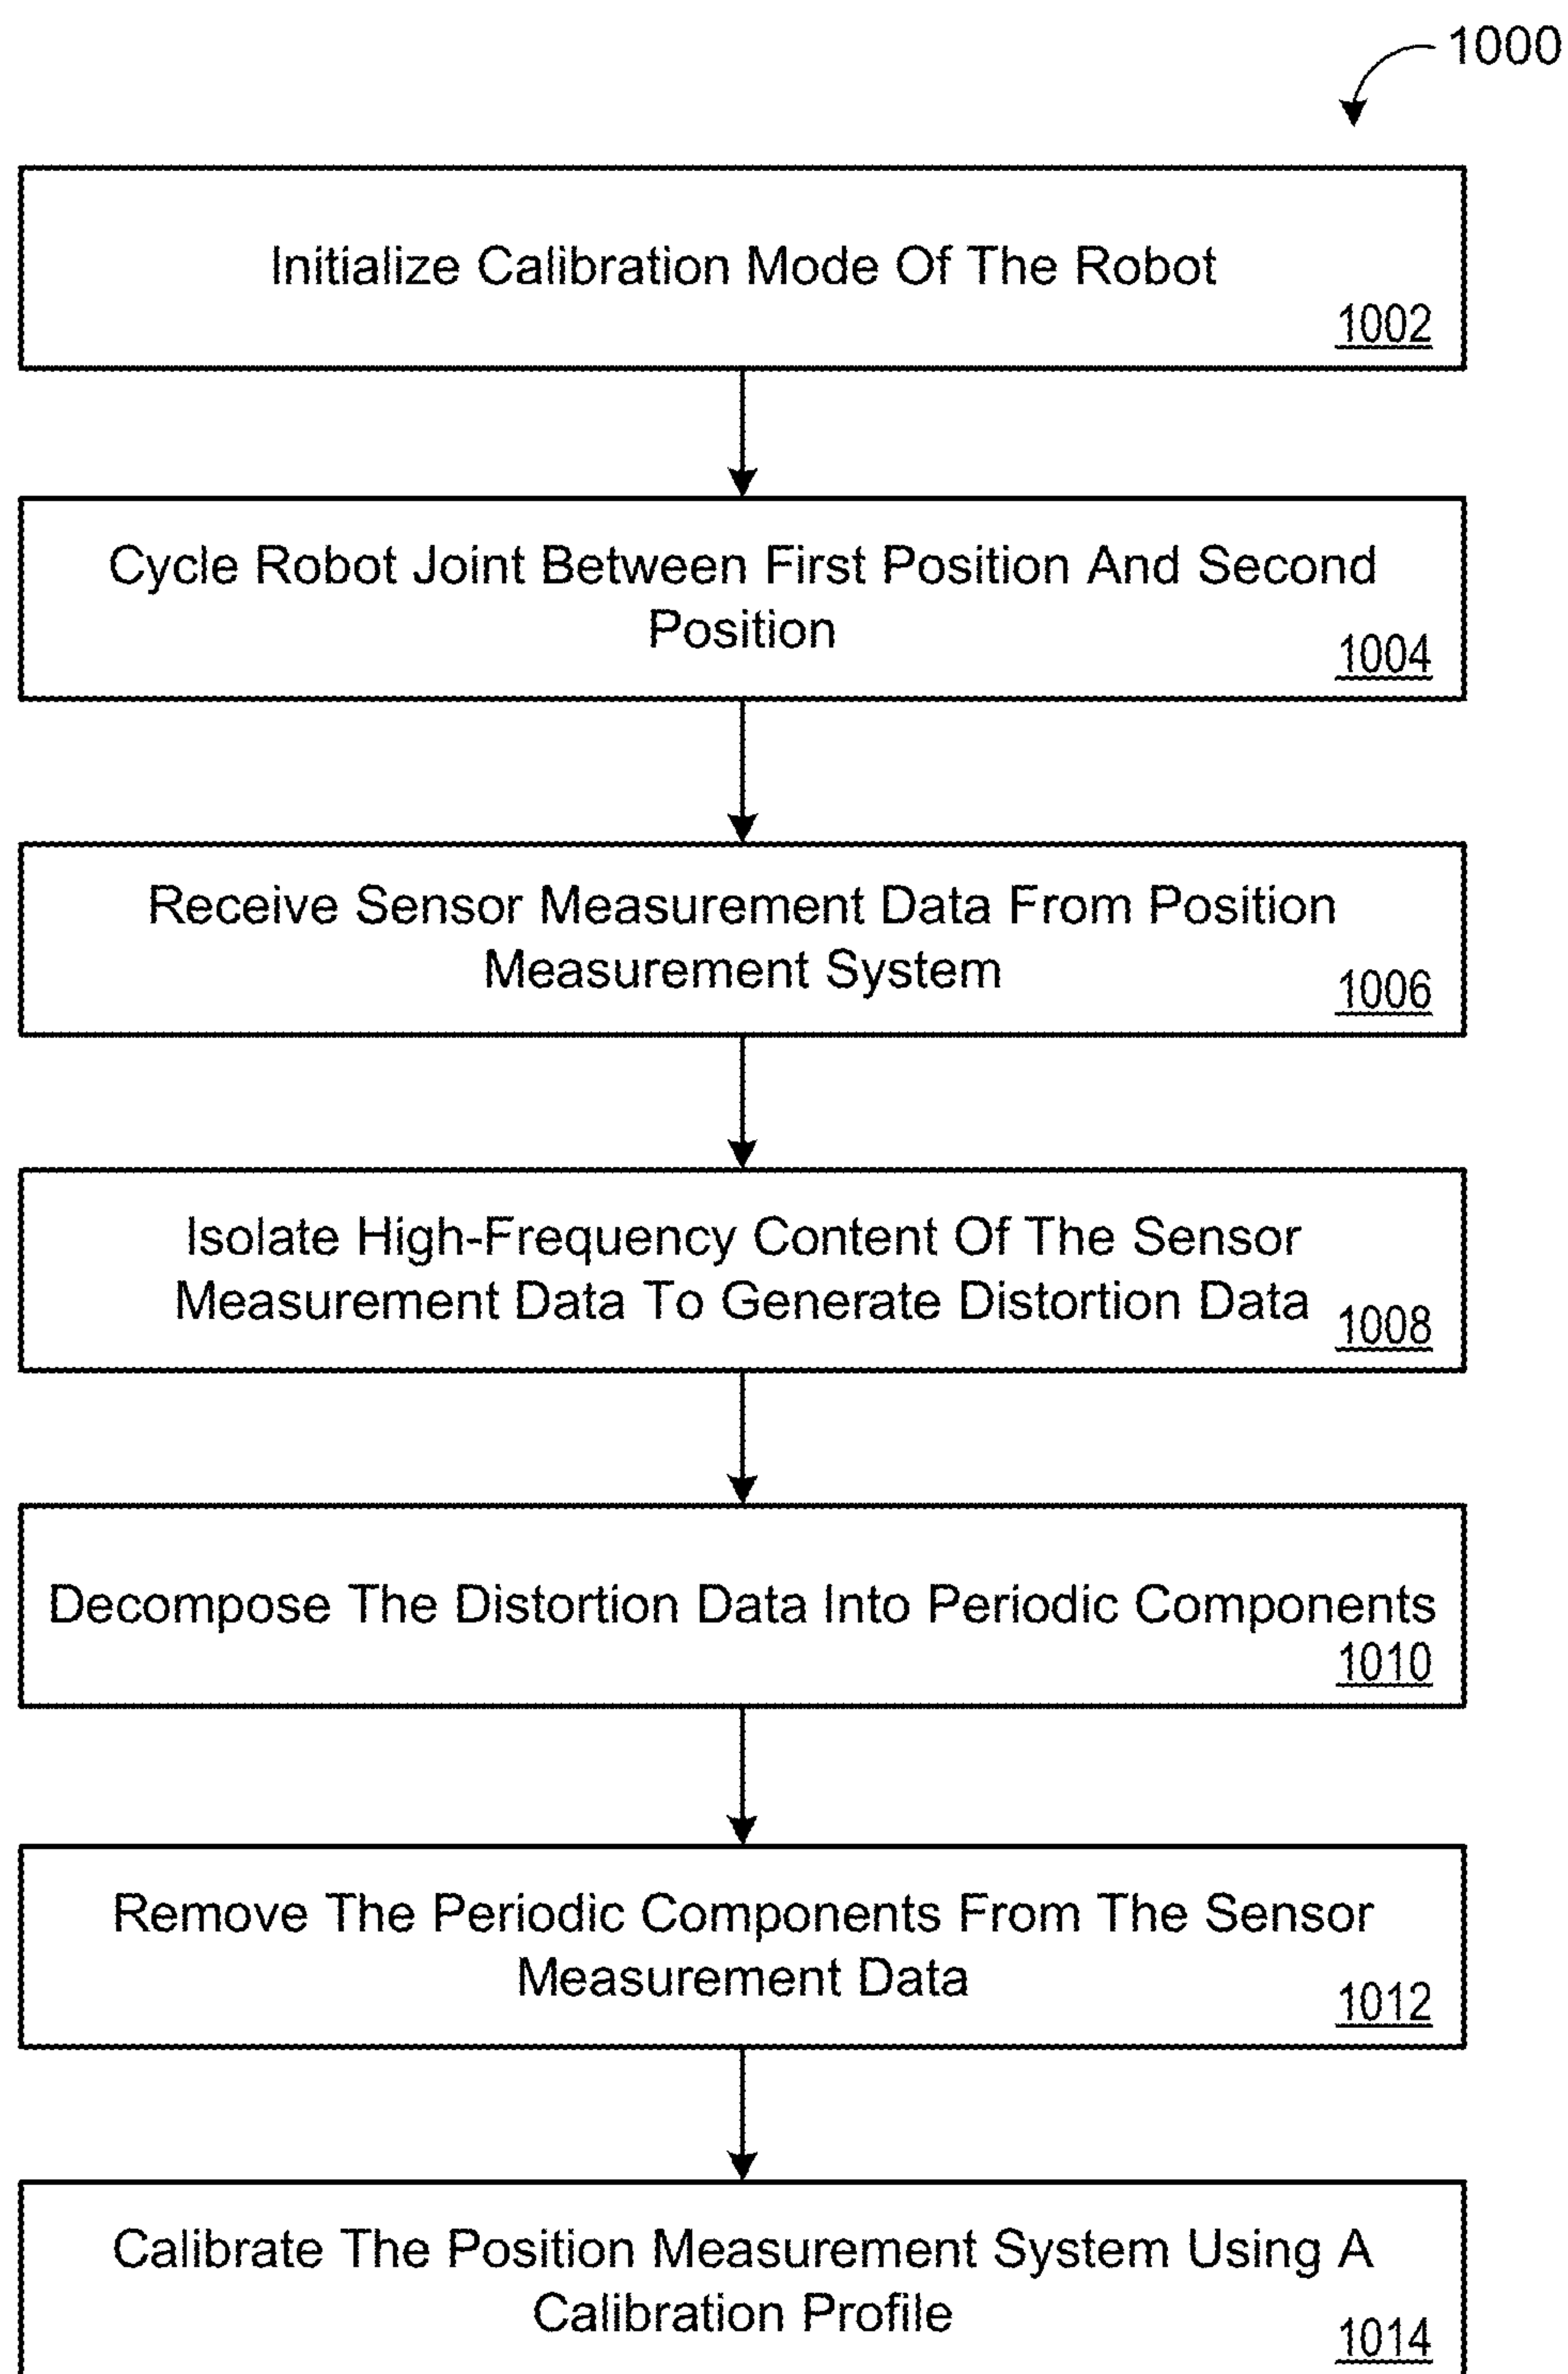 1000
Initialize Calibration Mode Of The Robot
1002
Cycle Robot Joint Between First Position And Second
Position
1004
Receive Sensor Measurement Data From Position
Measurement System
1006
Isolate High-Frequency Content Of The Sensor
Measurement Data To Generate Distortion Data
1008
Decompose The Distortion Data Into Periodic Components
1010
Remove The Periodic Components From The Sensor
Measurement Data
1012
Calibrate The Position Measurement System Using A
Calibration Profile
1014